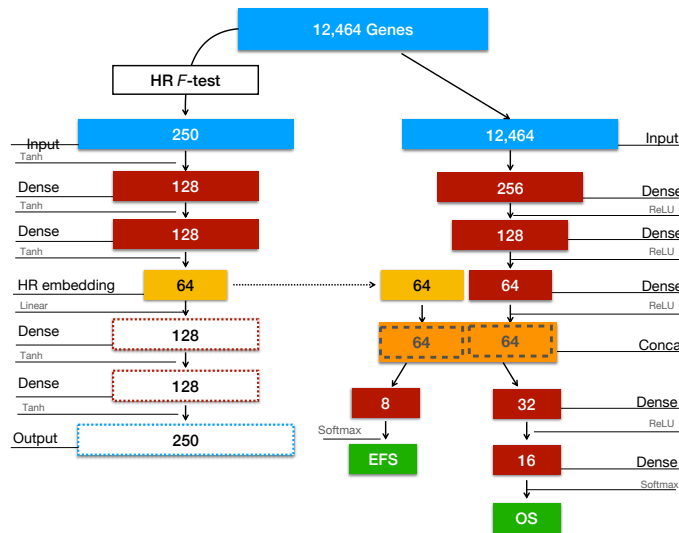 12,464 Genes
HR F-test
250
12,464
Input
Input
Tanh
128
256
Dense
Dense
Tanh
ReLU
128
128
Dense
Dense
Tanh
ReLU
HR embedding
64
64
64
Dense
Linear
ReLU
128
64
64
Dense
Conca
Tanh
128
8
32
Dense
Dense
Tanh
Softmax
ReLU
Output
250
EFS
16
Dense
Softmax
OS